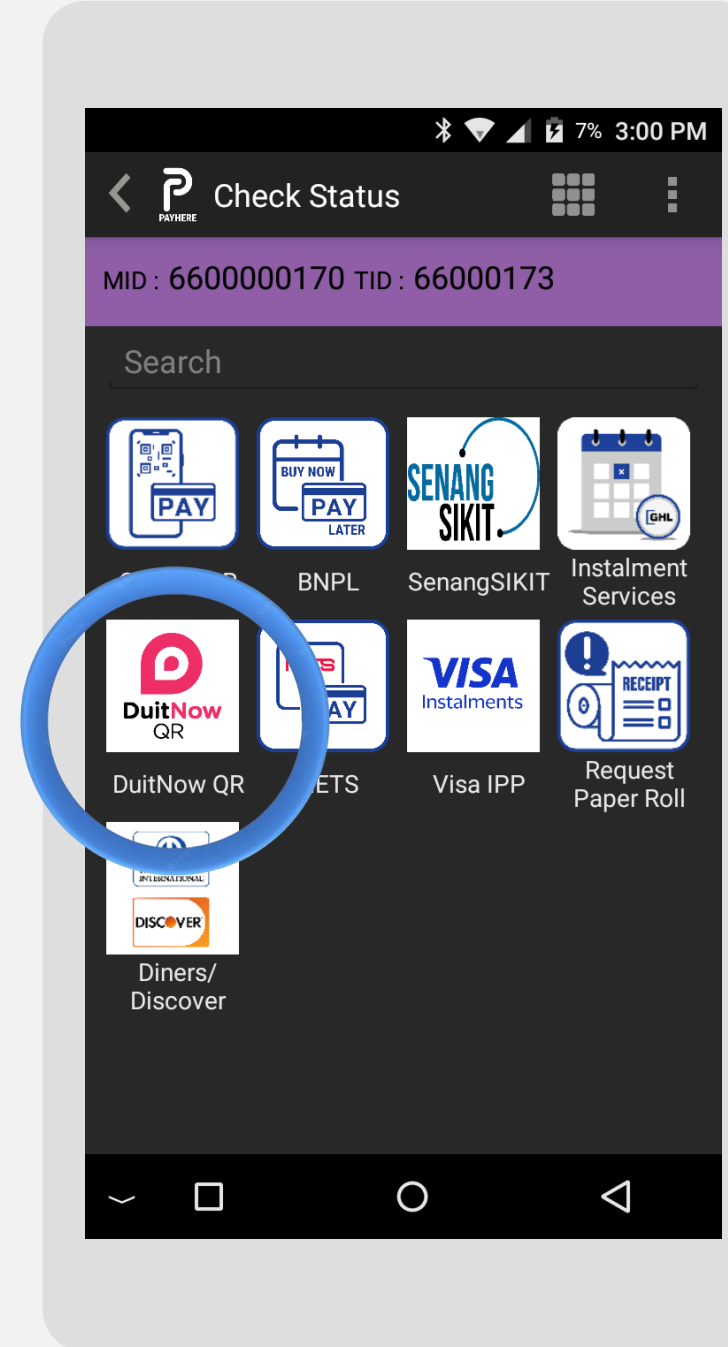 7% 3:00 PM
PAYHERE Check Status
MID : 6600000170 TID : 66000173
Search
PAY
BUY NOW
PAY
LATER
SENANG
SIKIT.
GHL
BNPL
SenangSIKIT
Instalment
Services
DuitNow
QR
AY
VISA
Instalments
RECEIPT
DuitNow QR
ETS
Visa IPP
Request
Paper Roll
INTERNATIONAL
DISCOVER
Diners/
Discover